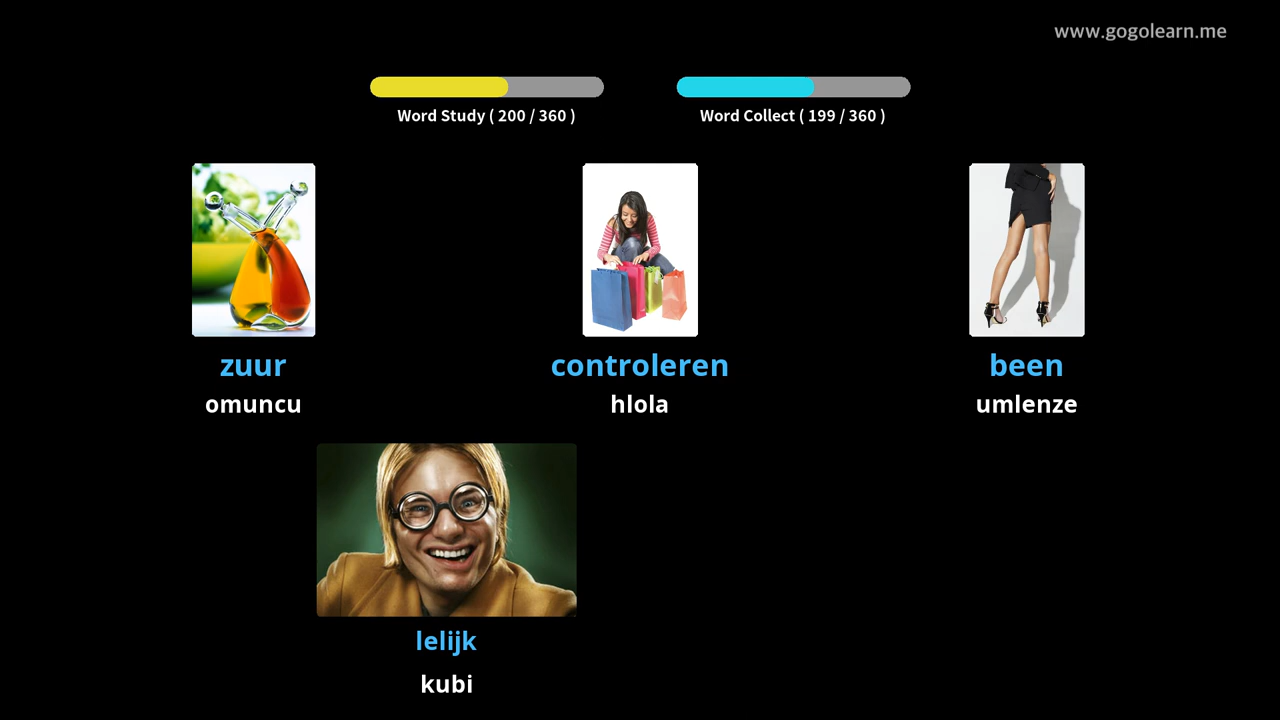 www.gogolearn.me
Word Study ( 200 / 360 )
Word Collect ( 199 / 360 )
zuur
omuncu
controleren
hlola
been
umlenze
lelijk
kubi